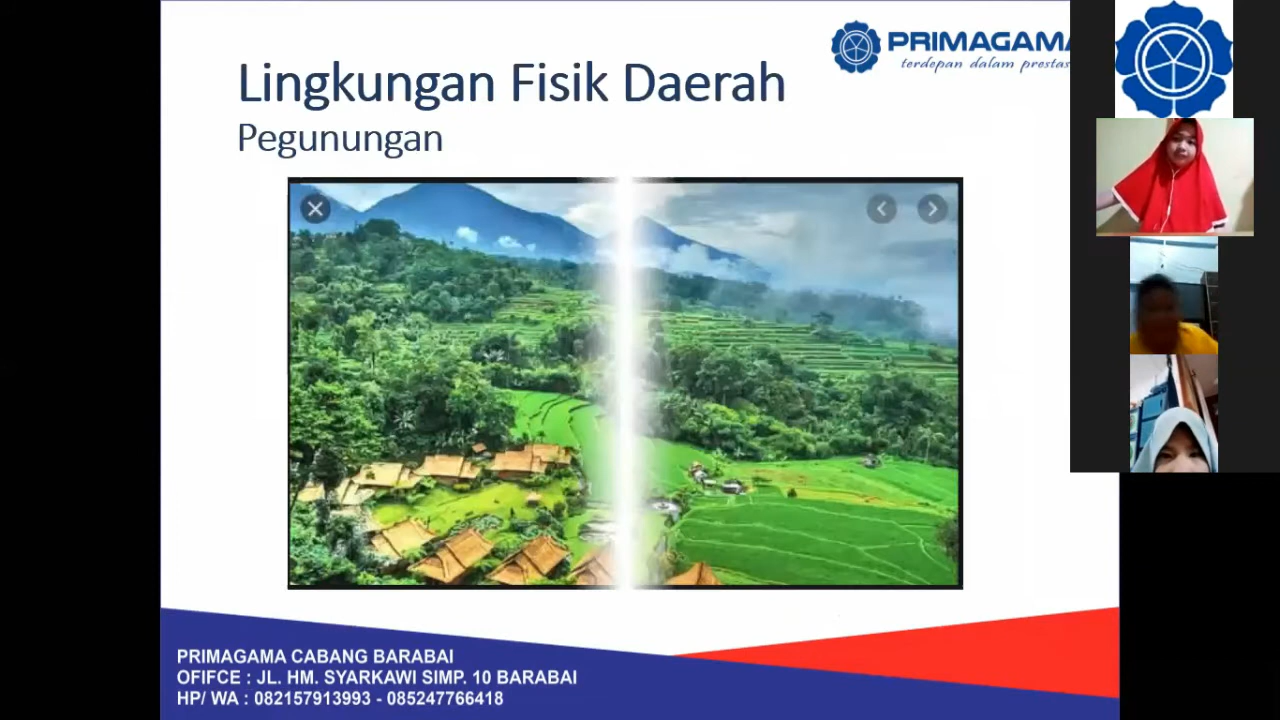 PRIMAGAMA
terdepan dalam prestas
Lingkungan Fisik Daerah
Pegunungan
PRIMAGAMA CABANG BARABAI
OFIFCE : JL. HM. SYARKAWI SIMP. 10 BARABAI
HP/ WA : 082157913993 - 085247766418